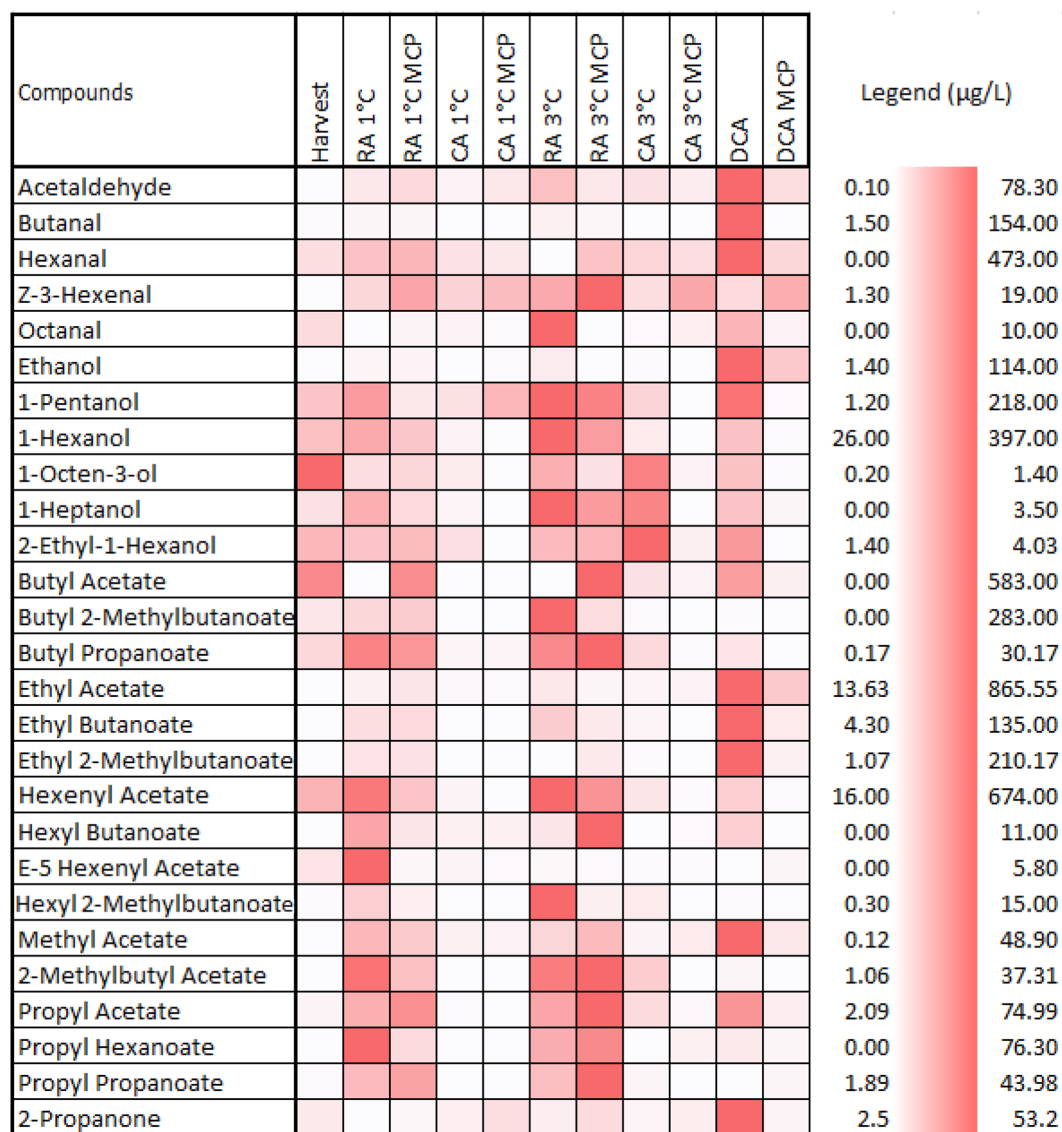 Compounds Harvest RA 1°C RA 1°C MCP CA 1°C CA 1°C MCP RA 3°C RA 3°C MCP CA 3°C CA 3°C MCP DCA DCA MCP Legend (µg/L)
Acetaldehyde 0.10 78.30
Butanal 1.50 154.00
Hexanal 0.00 473.00
Z-3-Hexenal 1.30 19.00
Octanal 0.00 10.00
Ethanol 1.40 114.00
1-Pentanol 1.20 218.00
1-Hexanol 26.00 397.00
1-Octen-3-ol 0.20 1.40
1-Heptanol 0.00 3.50
2-Ethyl-1-Hexanol 1.40 4.03
Butyl Acetate 0.00 583.00
Butyl 2-Methylbutanoate 0.00 283.00
Butyl Propanoate 0.17 30.17
Ethyl Acetate 13.63 865.55
Ethyl Butanoate 4.30 135.00
Ethyl 2-Methylbutanoate 1.07 210.17
Hexenyl Acetate 16.00 674.00
Hexyl Butanoate 0.00 11.00
E-5 Hexenyl Acetate 0.00 5.80
Hexyl 2-Methylbutanoate 0.30 15.00
Methyl Acetate 0.12 48.90
2-Methylbutyl Acetate 1.06 37.31
Propyl Acetate 2.09 74.99
Propyl Hexanoate 0.00 76.30
Propyl Propanoate 1.89 43.98
2-Propanone 2.5 53.2